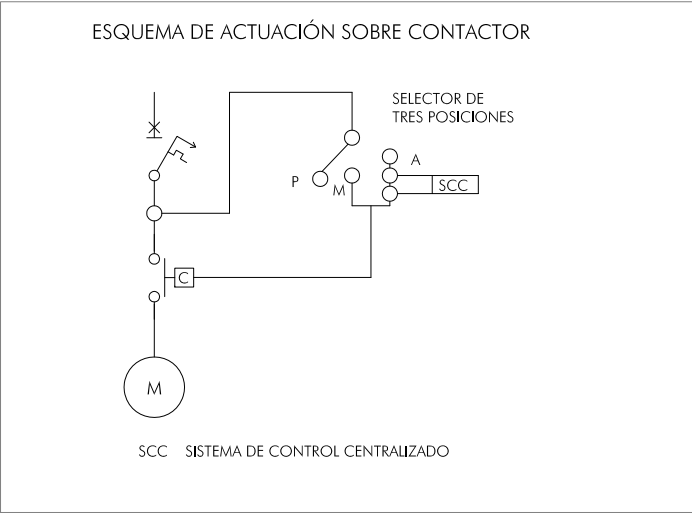 ESQUEMA DE ACTUACIÓN SOBRE CONTACTOR
SELECTOR DE
TRES POSICIONES
A
P
M
SCC
C
M
SCC SISTEMA DE CONTROL CENTRALIZADO